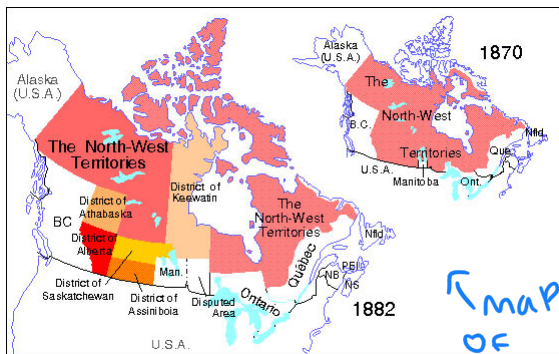 Alaska
(U.S.A.)
1870
The
North-West
Territories
B.C.
U.S.A.
Manitoba
Ont.
Que.
Nfld
Alaska
(U.S.A.)
The North-West
Territories
District of
Keewatin
District of
Athabaska
BC
District of
Alberta
The
North-West
Territories
Man.
District of
Saskatchewan
District of
Assiniboia
Disputed
Area
Ontario
Québec
Nfld
PEI
NB
NS
1882
U.S.A.
map
OF